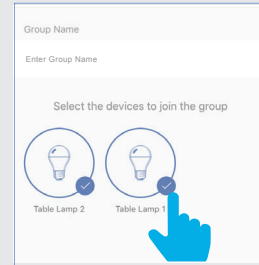 Group Name
Enter Group Name
Select the devices to join the group
Table Lamp 2 Table Lamp 1